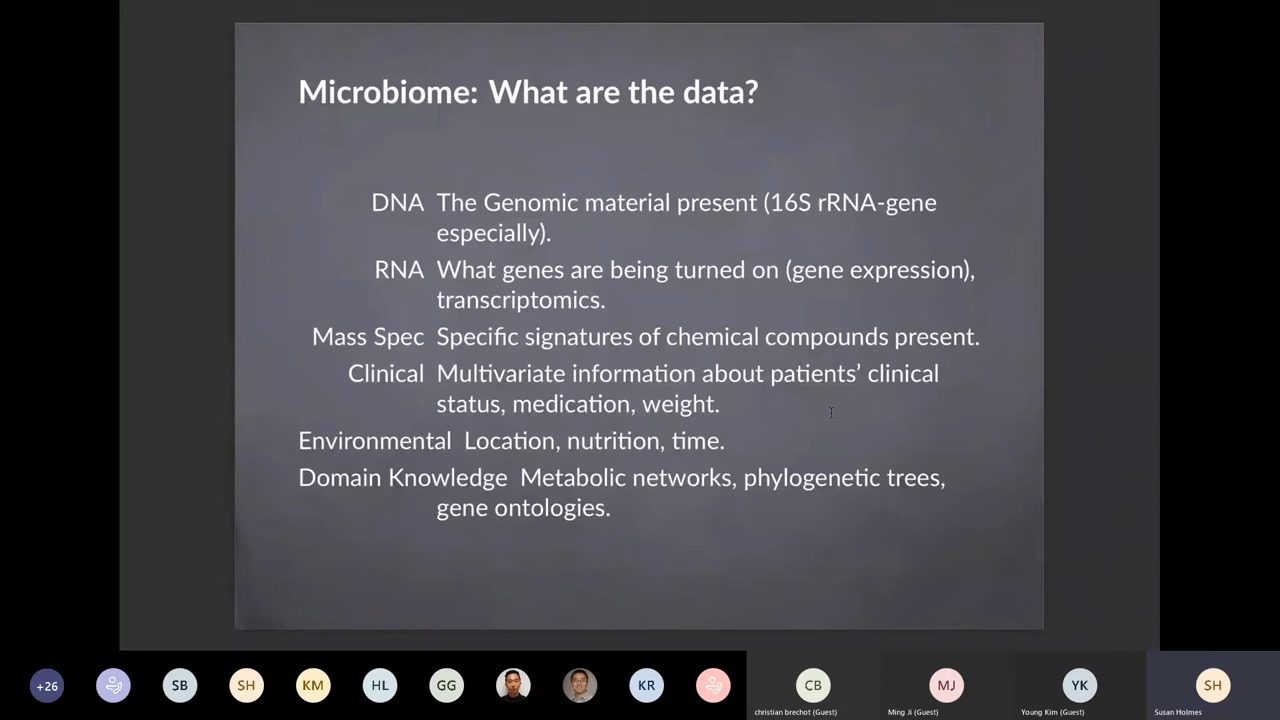 Microbiome: What are the data?
DNA The Genomic material present (16S rRNA-gene
especially).
RNA What genes are being turned on (gene expression),
transcriptomics.
Mass Spec Specific signatures of chemical compounds present.
Clinical Multivariate information about patients’ clinical
status, medication, weight.
Environmental Location, nutrition, time.
Domain Knowledge Metabolic networks, phylogenetic trees,
gene ontologies.
+26 SB SH KM HL GG KR CB MJ YK SH
christian brechot (Guest) Ming Ji (Guest) Young Kim (Guest) Susan Holmes